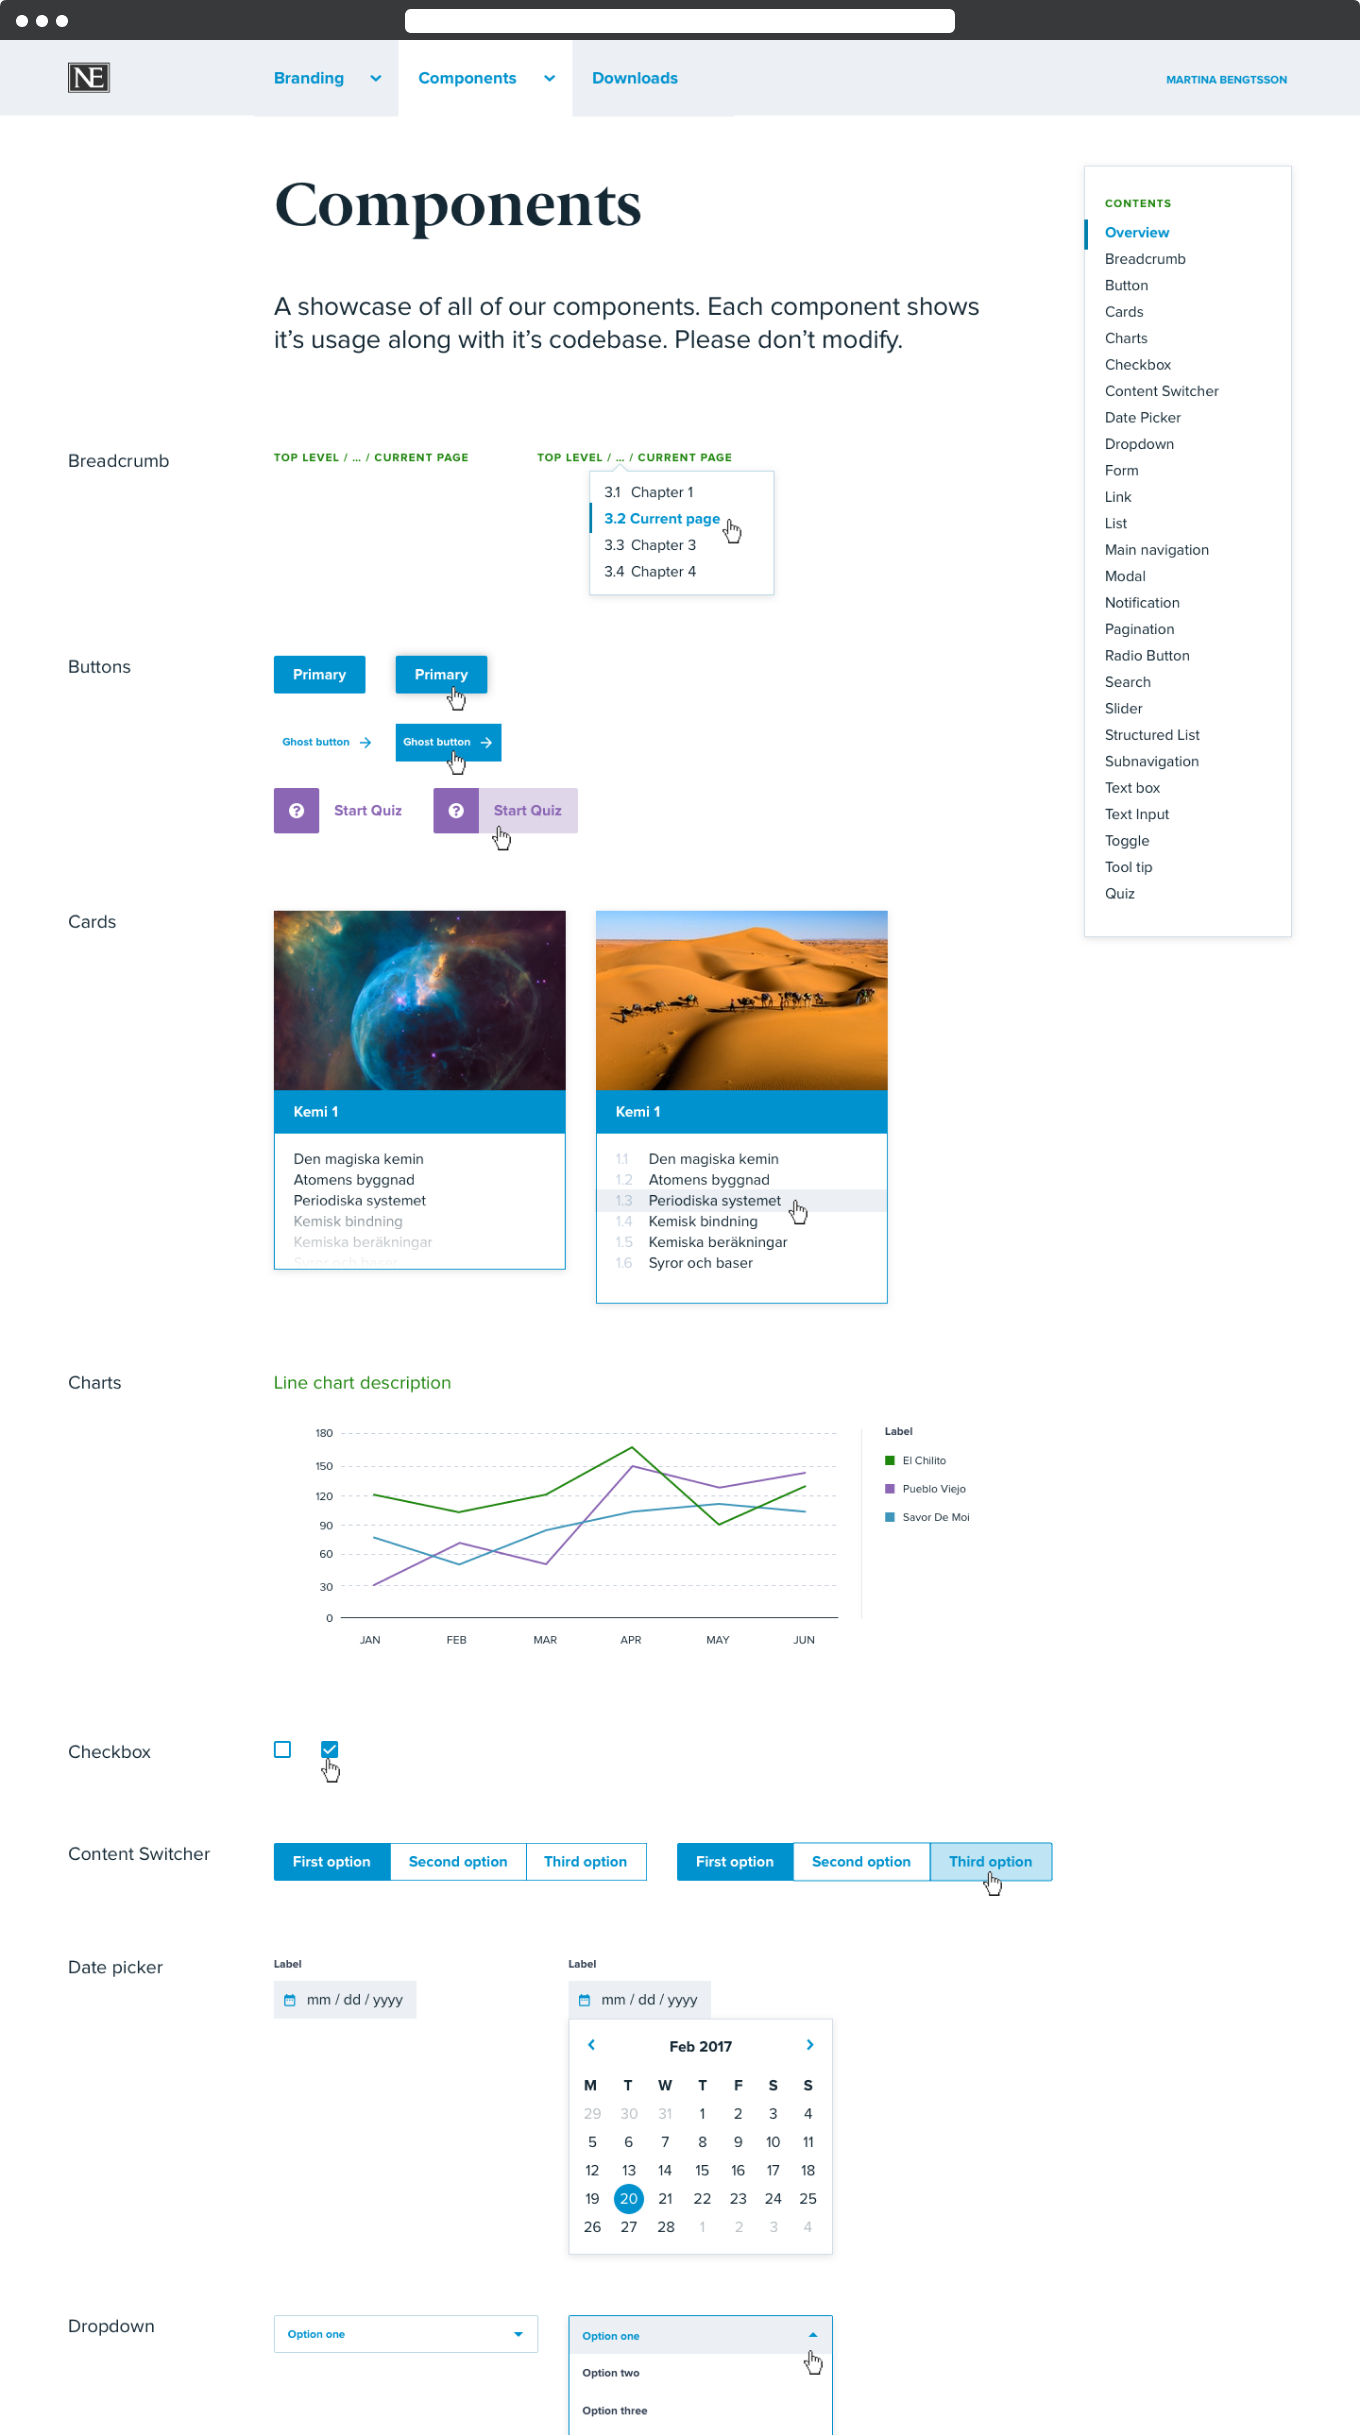 NE
Branding
Components
Downloads
MARTINA BENGTSSON
Components
A showcase of all of our components. Each component shows
it’s usage along with it’s codebase. Please don’t modify.
CONTENTS
Overview
Breadcrumb
Button
Cards
Charts
Checkbox
Content Switcher
Date Picker
Dropdown
Form
Link
List
Main navigation
Modal
Notification
Pagination
Radio Button
Search
Slider
Structured List
Subnavigation
Text box
Text Input
Toggle
Tool tip
Quiz
Breadcrumb
TOP LEVEL / ... / CURRENT PAGE
TOP LEVEL / ... / CURRENT PAGE
3.1 Chapter 1
3.2 Current page
3.3 Chapter 3
3.4 Chapter 4
Buttons
Primary
Primary
Ghost button
Ghost button
? Start Quiz
? Start Quiz
Cards
Kemi 1
Den magiska kemin
Atomens byggnad
Periodiska systemet
Kemisk bindning
Kemiska beräkningar
Syror och baser
Kemi 1
1.1 Den magiska kemin
1.2 Atomens byggnad
1.3 Periodiska systemet
1.4 Kemisk bindning
1.5 Kemiska beräkningar
1.6 Syror och baser
Charts
Line chart description
180
150
120
90
60
30
0
JAN FEB MAR APR MAY JUN
Label
El Chilito
Pueblo Viejo
Savor De Moi
Checkbox
Content Switcher
First option Second option Third option
First option Second option Third option
Date picker
Label
mm / dd / yyyy
Label
mm / dd / yyyy
Feb 2017
M T W T F S S
29 30 31 1 2 3 4
5 6 7 8 9 10 11
12 13 14 15 16 17 18
19 20 21 22 23 24 25
26 27 28 1 2 3 4
Dropdown
Option one
Option one
Option two
Option three